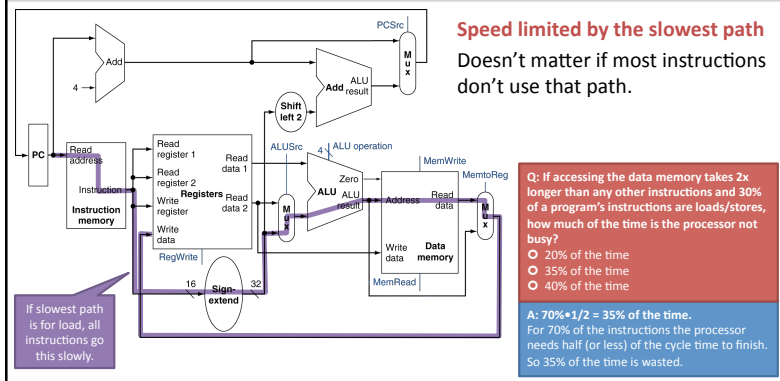 Speed limited by the slowest path
Doesn't matter if most instructions
don't use that path.
PCSrc
Add
4
Shift
left 2
Add
ALU
result
M
u
x
PC
Read
address
Instruction
Instruction
memory
Read
register 1
Read
register 2
Write
register
Write
data
Registers
Read
data 1
Read
data 2
RegWrite
16
Sign-
extend
32
ALUSrc
M
u
x
4
ALU operation
Zero
ALU
ALU
result
MemWrite
Address
Read
data
Write
data
Data
memory
MemRead
MemtoReg
M
u
x
If slowest path
is for load, all
instructions go
this slowly.
Q: If accessing the data memory takes 2x
longer than any other instructions and 30%
of a program's instructions are loads/stores,
how much of the time is the processor not
busy?
20% of the time
35% of the time
40% of the time
A: 70%•1/2 = 35% of the time.
For 70% of the instructions the processor
needs half (or less) of the cycle time to finish.
So 35% of the time is wasted.